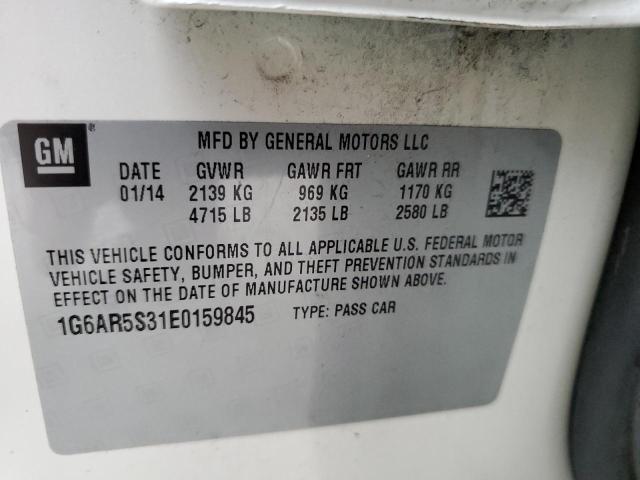 GM®
MFD BY GENERAL MOTORS LLC
DATE GVWR GAWR FRT GAWR RR
01/14 2139 KG 969 KG 1170 KG
4715 LB 2135 LB 2580 LB
THIS VEHICLE CONFORMS TO ALL APPLICABLE U.S. FEDERAL MOTOR
VEHICLE SAFETY, BUMPER, AND THEFT PREVENTION STANDARDS IN
EFFECT ON THE DATE OF MANUFACTURE SHOWN ABOVE.
1G6AR5S31E0159845 TYPE: PASS CAR